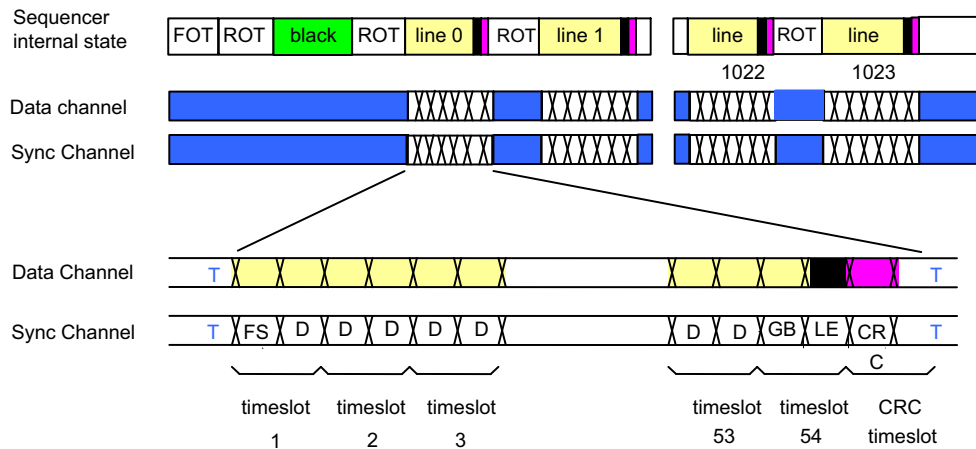 Sequencer
internal state
FOT ROT black ROT line 0 ROT line 1 line ROT line
1022 1023
Data channel
Sync Channel
Data Channel T T
Sync Channel T FS D D D D D D D GB LE CR T
C
timeslot timeslot timeslot timeslot timeslot CRC
1 2 3 53 54 timeslot